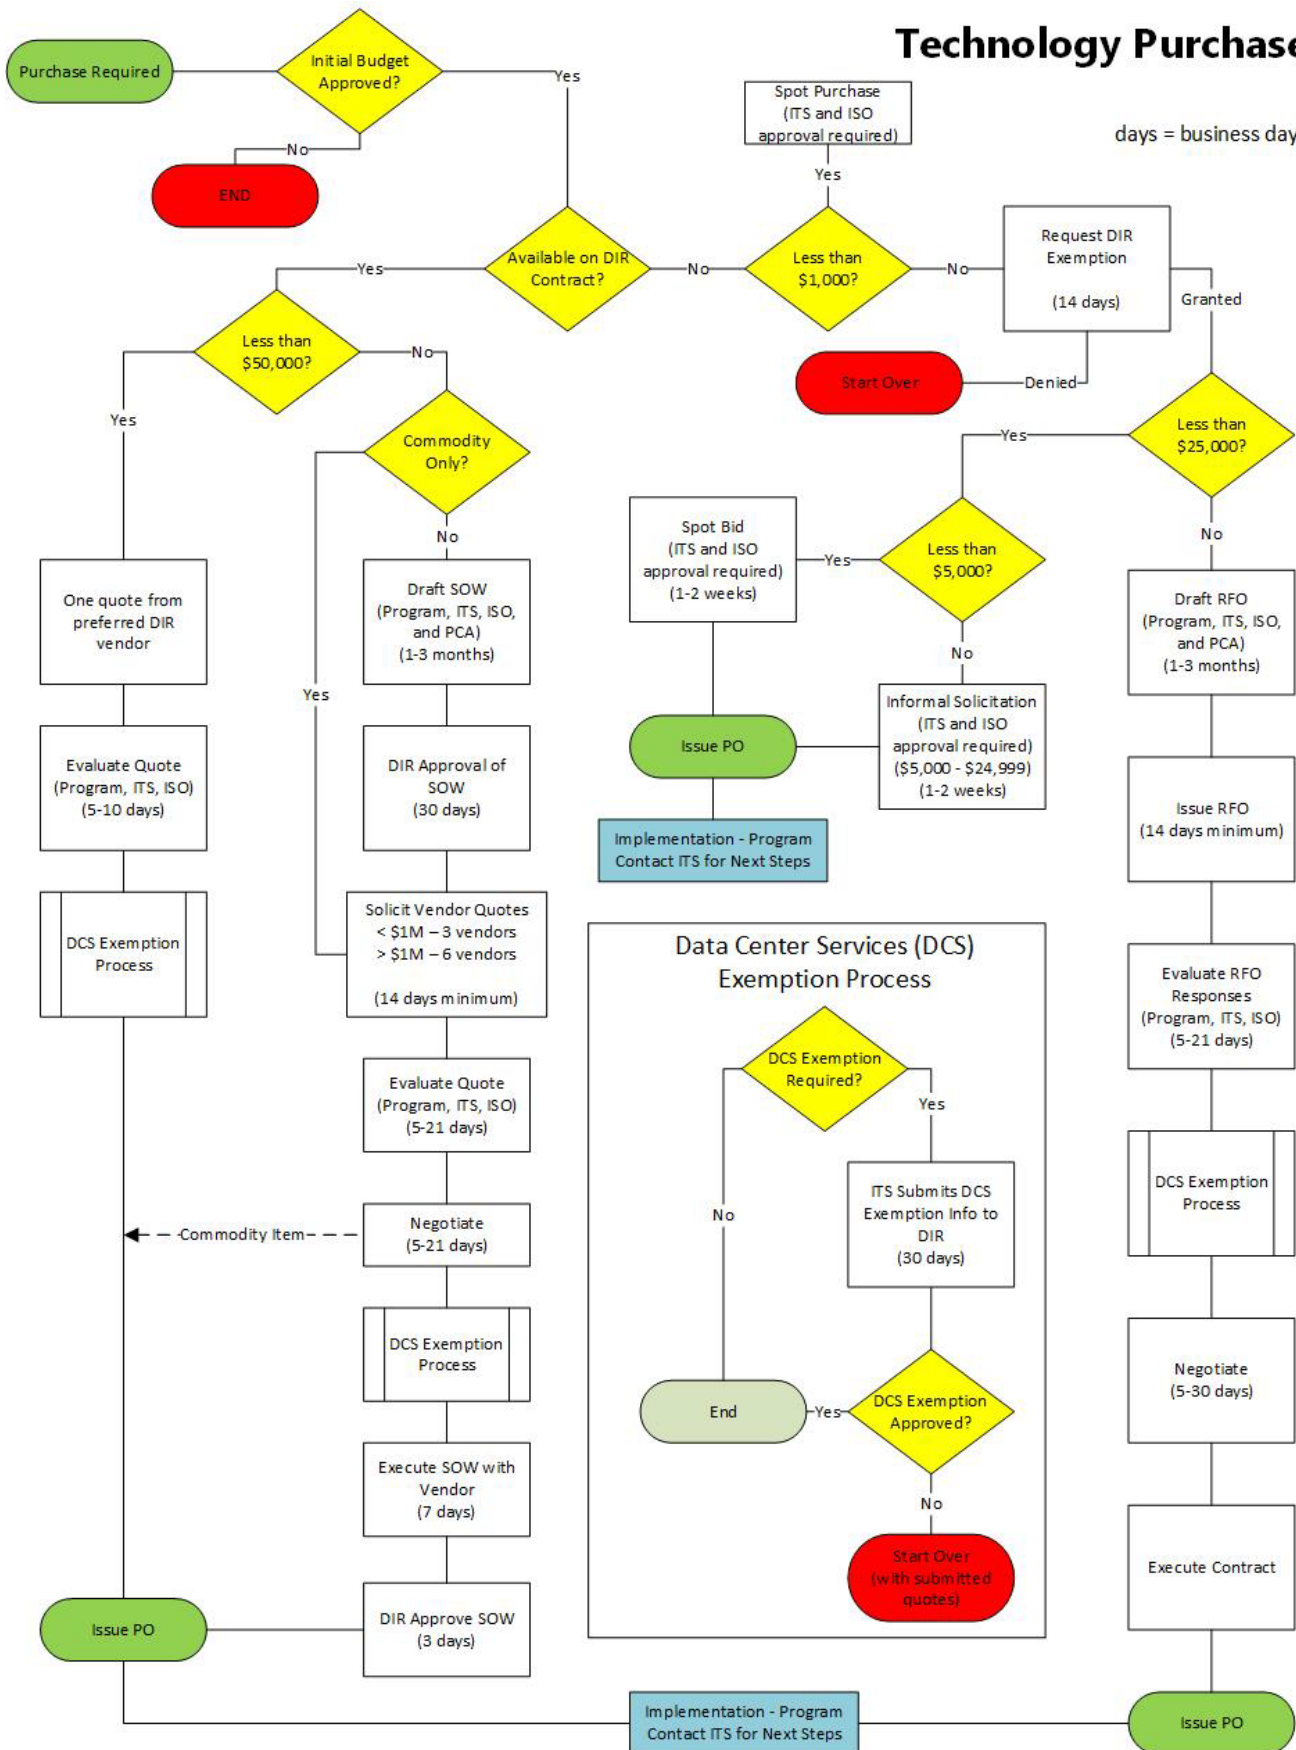 Technology Purchase
days = business day
Purchase Required
Initial Budget
Approved?
Yes
No
END
Spot Purchase
(ITS and ISO
approval required)
Yes
Available on DIR
Contract?
Yes
No
Less than
$1,000?
No
Request DIR
Exemption
(14 days)
Granted
Denied
Start Over
Less than
$50,000?
Yes
No
Commodity
Only?
Yes
No
Less than
$25,000?
Yes
No
Less than
$5,000?
Yes
No
Spot Bid
(ITS and ISO
approval required)
(1-2 weeks)
Informal Solicitation
(ITS and ISO
approval required)
($5,000 - $24,999)
(1-2 weeks)
Issue PO
Implementation - Program
Contact ITS for Next Steps
One quote from
preferred DIR
vendor
Evaluate Quote
(Program, ITS, ISO)
(5-10 days)
DCS Exemption
Process
Draft SOW
(Program, ITS, ISO,
and PCA)
(1-3 months)
DIR Approval of
SOW
(30 days)
Solicit Vendor Quotes
< $1M – 3 vendors
> $1M – 6 vendors
(14 days minimum)
Evaluate Quote
(Program, ITS, ISO)
(5-21 days)
Negotiate
(5-21 days)
Commodity Item
DCS Exemption
Process
Execute SOW with
Vendor
(7 days)
DIR Approve SOW
(3 days)
Issue PO
Data Center Services (DCS)
Exemption Process
DCS Exemption
Required?
Yes
No
ITS Submits DCS
Exemption Info to
DIR
(30 days)
DCS Exemption
Approved?
Yes
End
No
Start Over
(with submitted
quotes)
Draft RFO
(Program, ITS, ISO,
and PCA)
(1-3 months)
Issue RFO
(14 days minimum)
Evaluate RFO
Responses
(Program, ITS, ISO)
(5-21 days)
DCS Exemption
Process
Negotiate
(5-30 days)
Execute Contract
Issue PO
Implementation - Program
Contact ITS for Next Steps